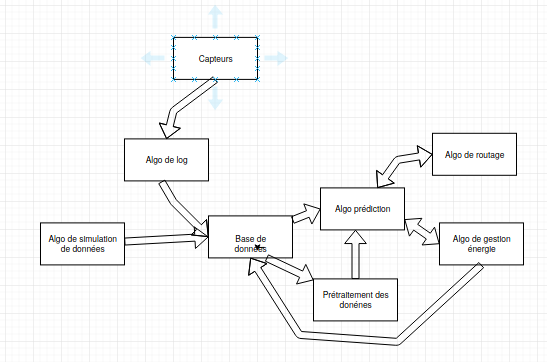 Capteurs
Algo de log
Algo de routage
Algo prédiction
Algo de simulation
de données
Base de
données
Algo de gestion
énergie
Prétraitement des
donénes